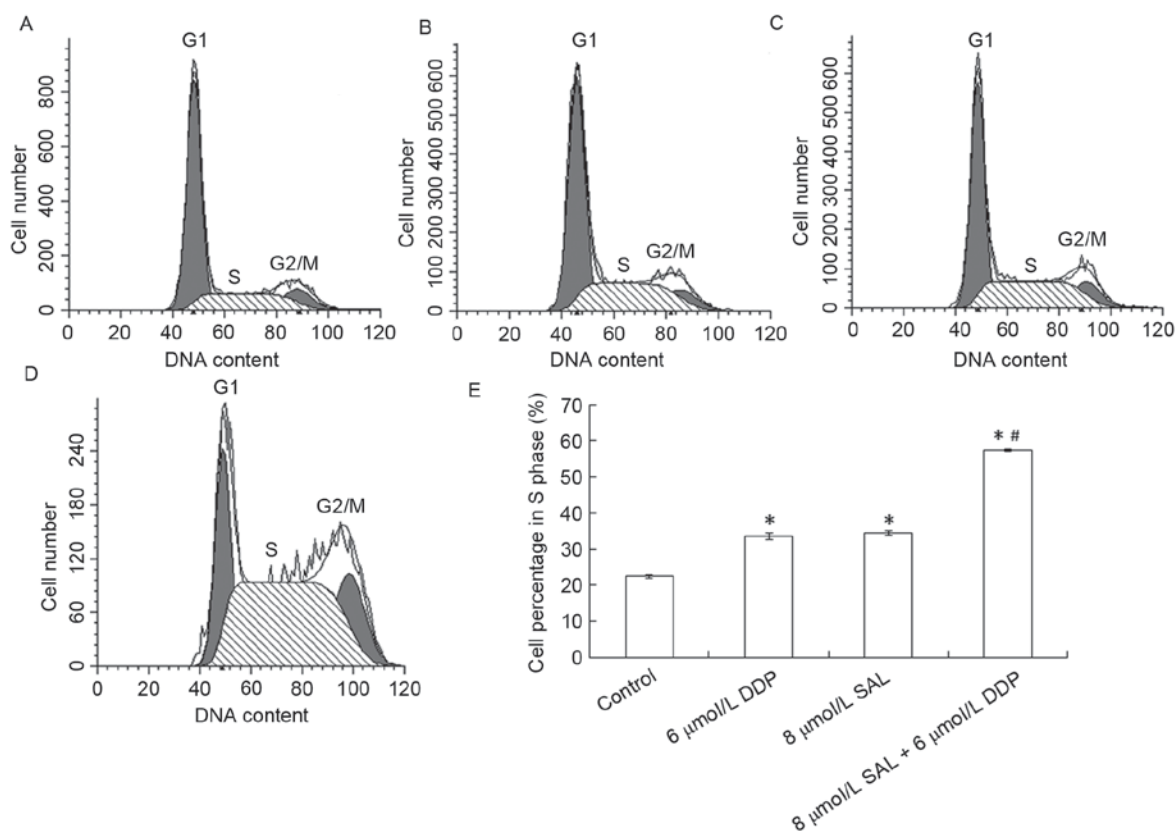 A
G1
S
G2/M
Cell number
0 200 400 600 800
0 20 40 60 80 100 120
DNA content
B
G1
S
G2/M
Cell number
0 100 200 300 400 500 600
0 20 40 60 80 100 120
DNA content
C
G1
S
G2/M
Cell number
0 100 200 300 400 500 600
0 20 40 60 80 100 120
DNA content
D
G1
S
G2/M
Cell number
0 60 120 180 240
0 20 40 60 80 100 120
DNA content
E
Cell percentage in S phase (%)
70
60
50
40
30
20
10
0
*
*
* #
Control
6 μmol/L DDP
8 μmol/L SAL
8 μmol/L SAL + 6 μmol/L DDP